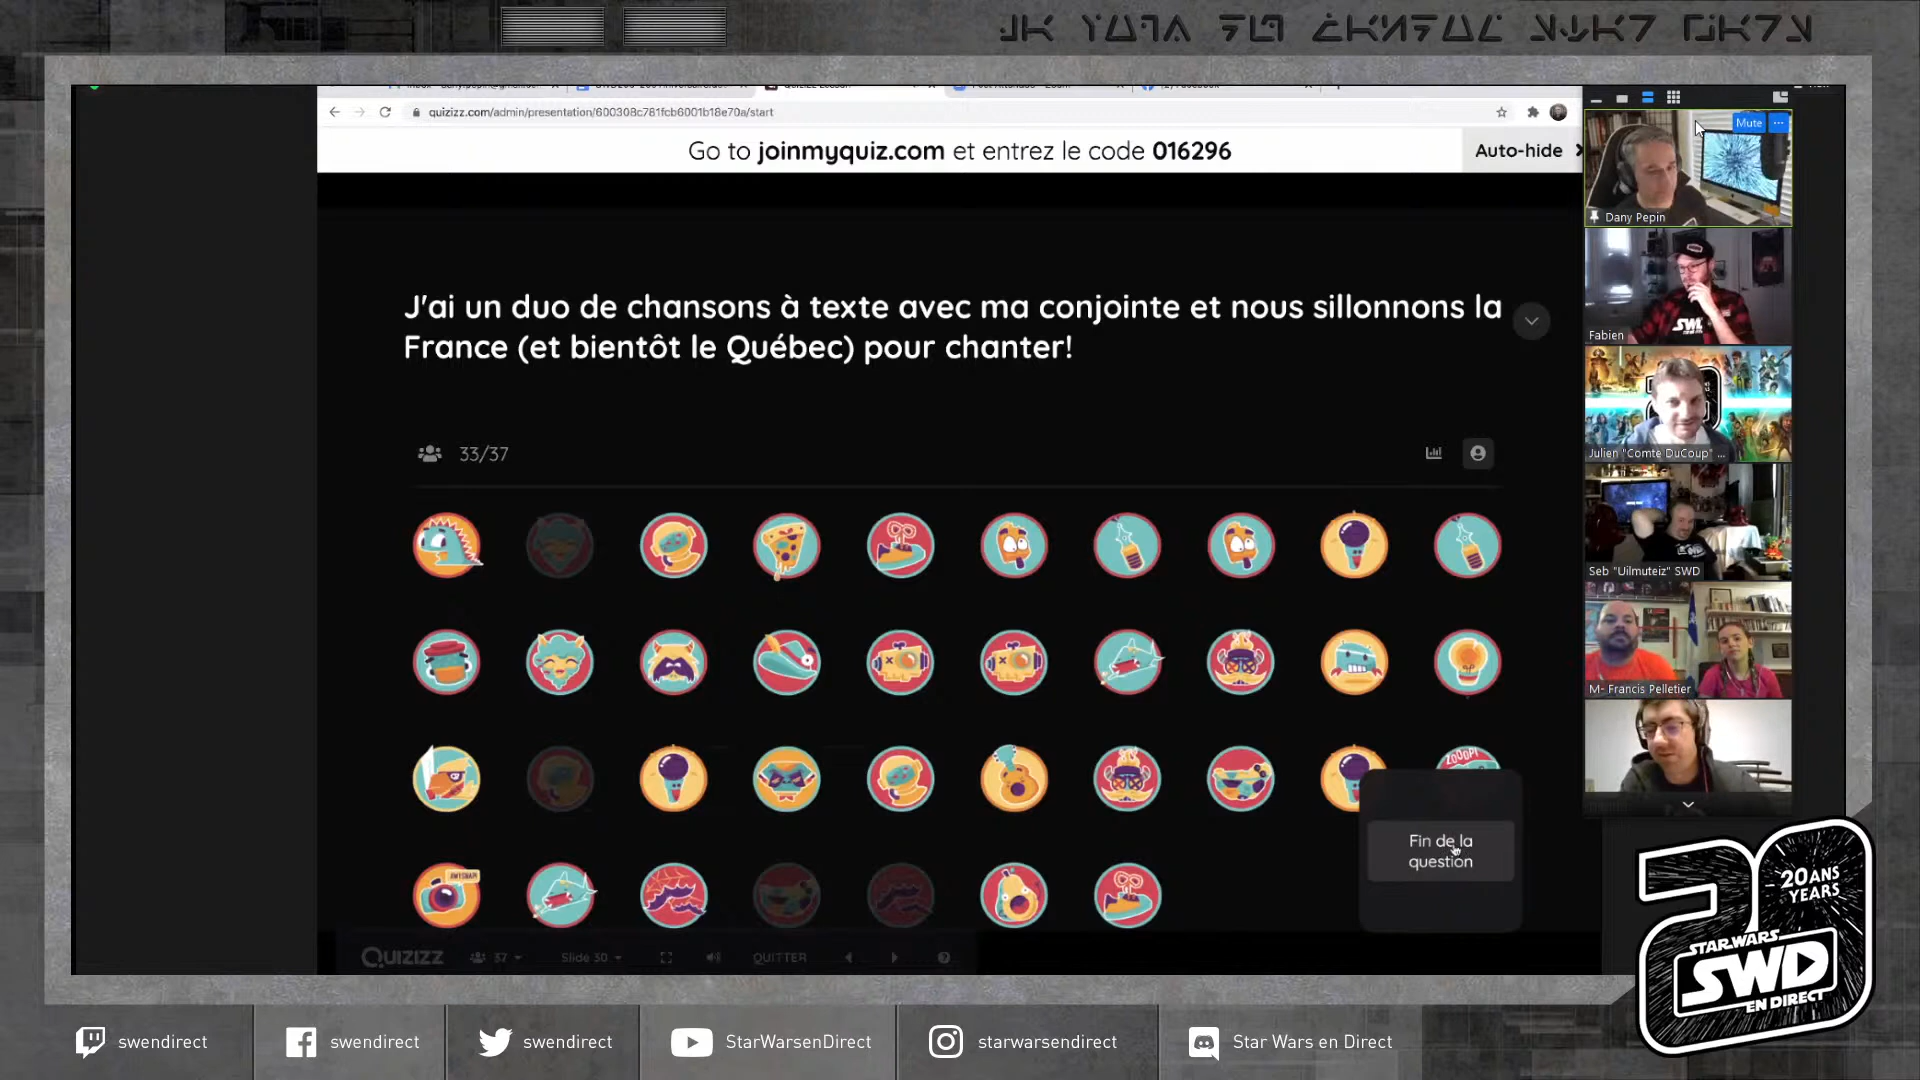 quizizz.com/admin/presentation/600308c781fcb6001b18e70a/start
Go to joinmyquiz.com et entrez le code 016296
Auto-hide
Mute
Dany Pepin
J'ai un duo de chansons à texte avec ma conjointe et nous sillonnons la
France (et bientôt le Québec) pour chanter!
Fabien
33/37
Julien "Comte DuCoup" ...
Seb "Uilmuteiz" SWD
M- Francis Pelletier
ZOOOP!
Fin de la
question
AWYSNAP!
QUIZIZZ
37
Slide 30
QUITTER
20 ANS
YEARS
STAR WARS
SWD
EN DIRECT
swendirect
swendirect
swendirect
StarWarsenDirect
starwarsendirect
Star Wars en Direct